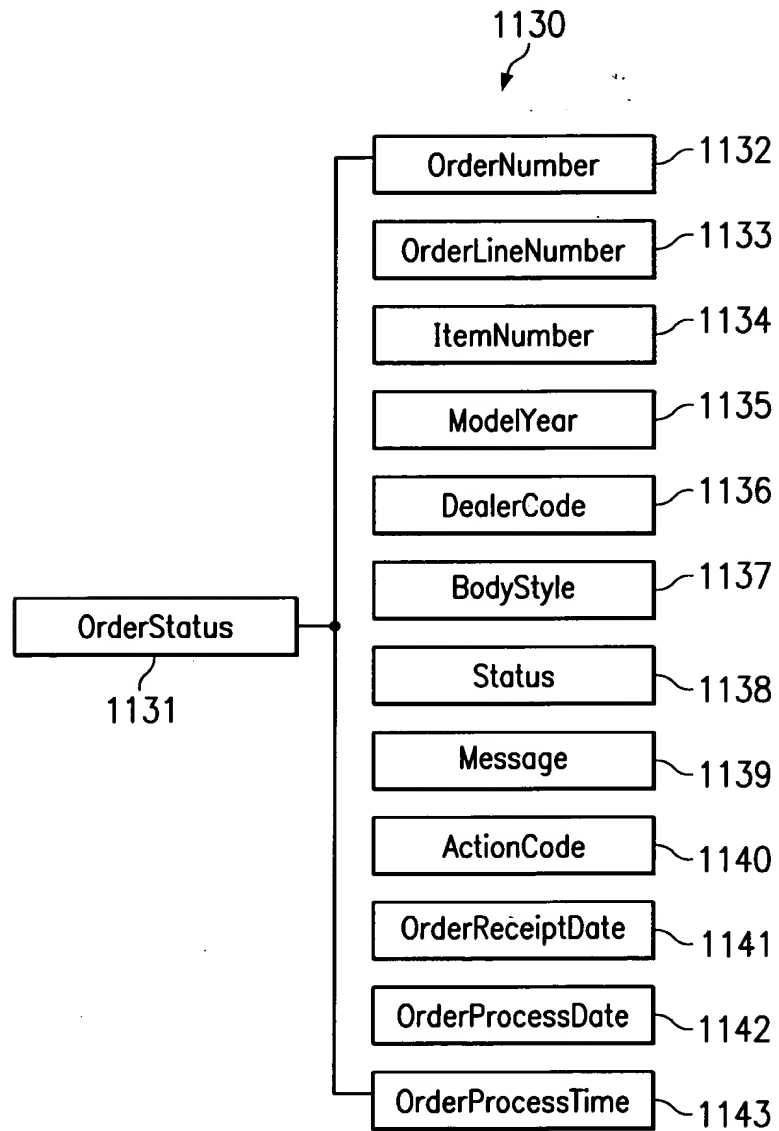 1130
OrderNumber 1132
OrderLineNumber 1133
ItemNumber 1134
ModelYear 1135
DealerCode 1136
BodyStyle 1137
OrderStatus
1131
Status 1138
Message 1139
ActionCode 1140
OrderReceiptDate 1141
OrderProcessDate 1142
OrderProcessTime 1143